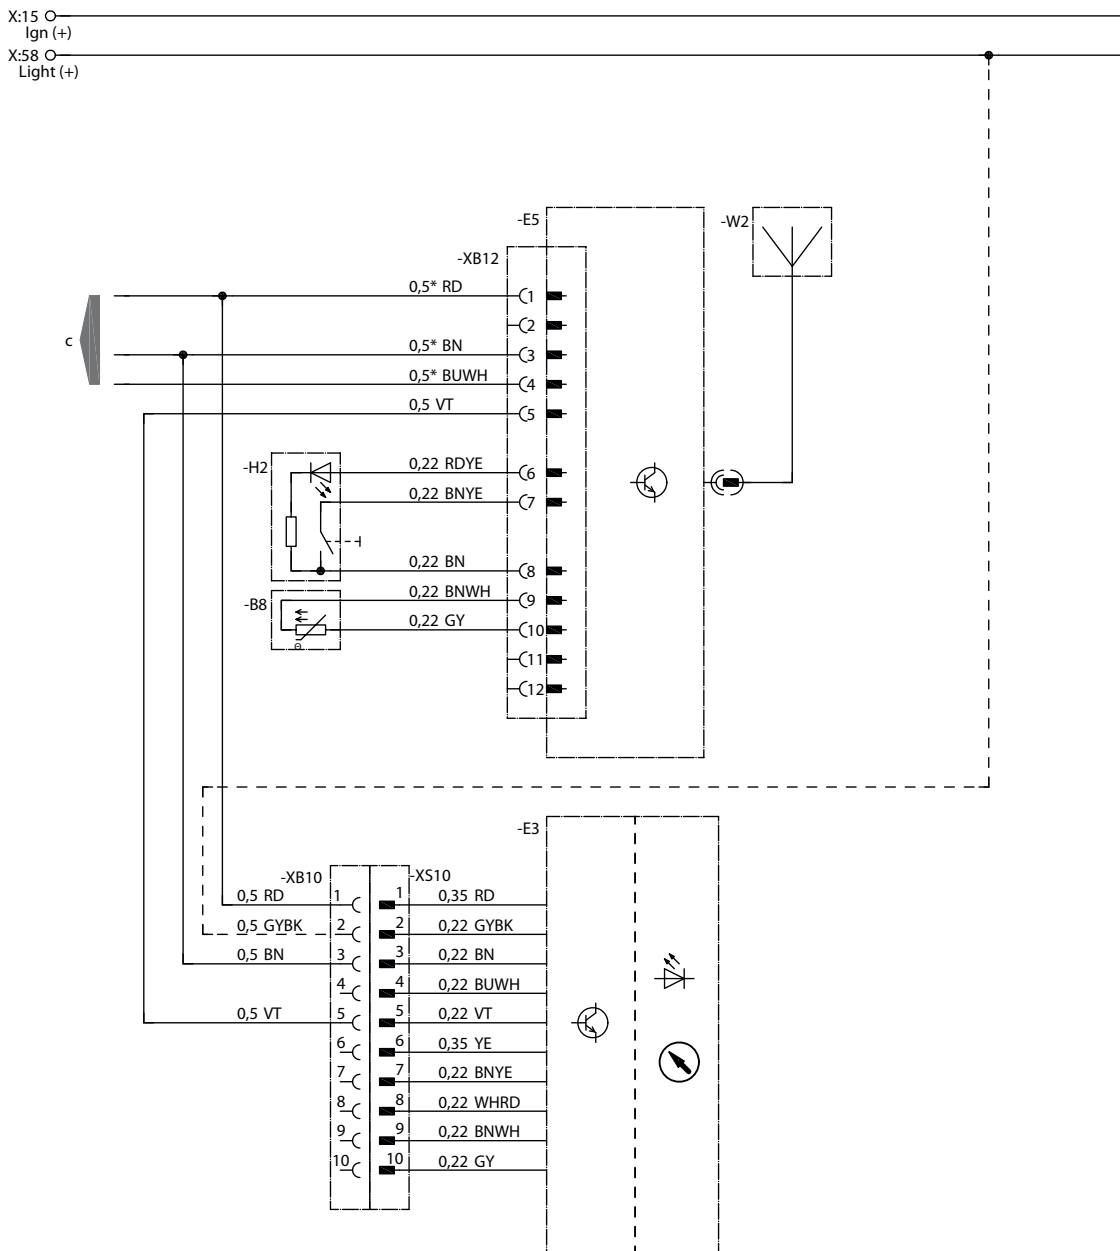 X:15
Ign (+)
X:58
Light (+)
-E5
-W2
-XB12
0,5* RD
1
2
c
0,5* BN
3
0,5* BUWH
4
0,5 VT
5
-H2
0,22 RDYE
6
0,22 BNYE
7
0,22 BN
8
-B8
0,22 BNWH
9
0,22 GY
10
11
12
-E3
-XB10
-XS10
0,5 RD
1
1
0,35 RD
0,5 GYBK
2
2
0,22 GYBK
0,5 BN
3
3
0,22 BN
4
4
0,22 BUWH
0,5 VT
5
5
0,22 VT
6
6
0,35 YE
7
7
0,22 BNYE
8
8
0,22 WHRD
9
9
0,22 BNWH
10
10
0,22 GY